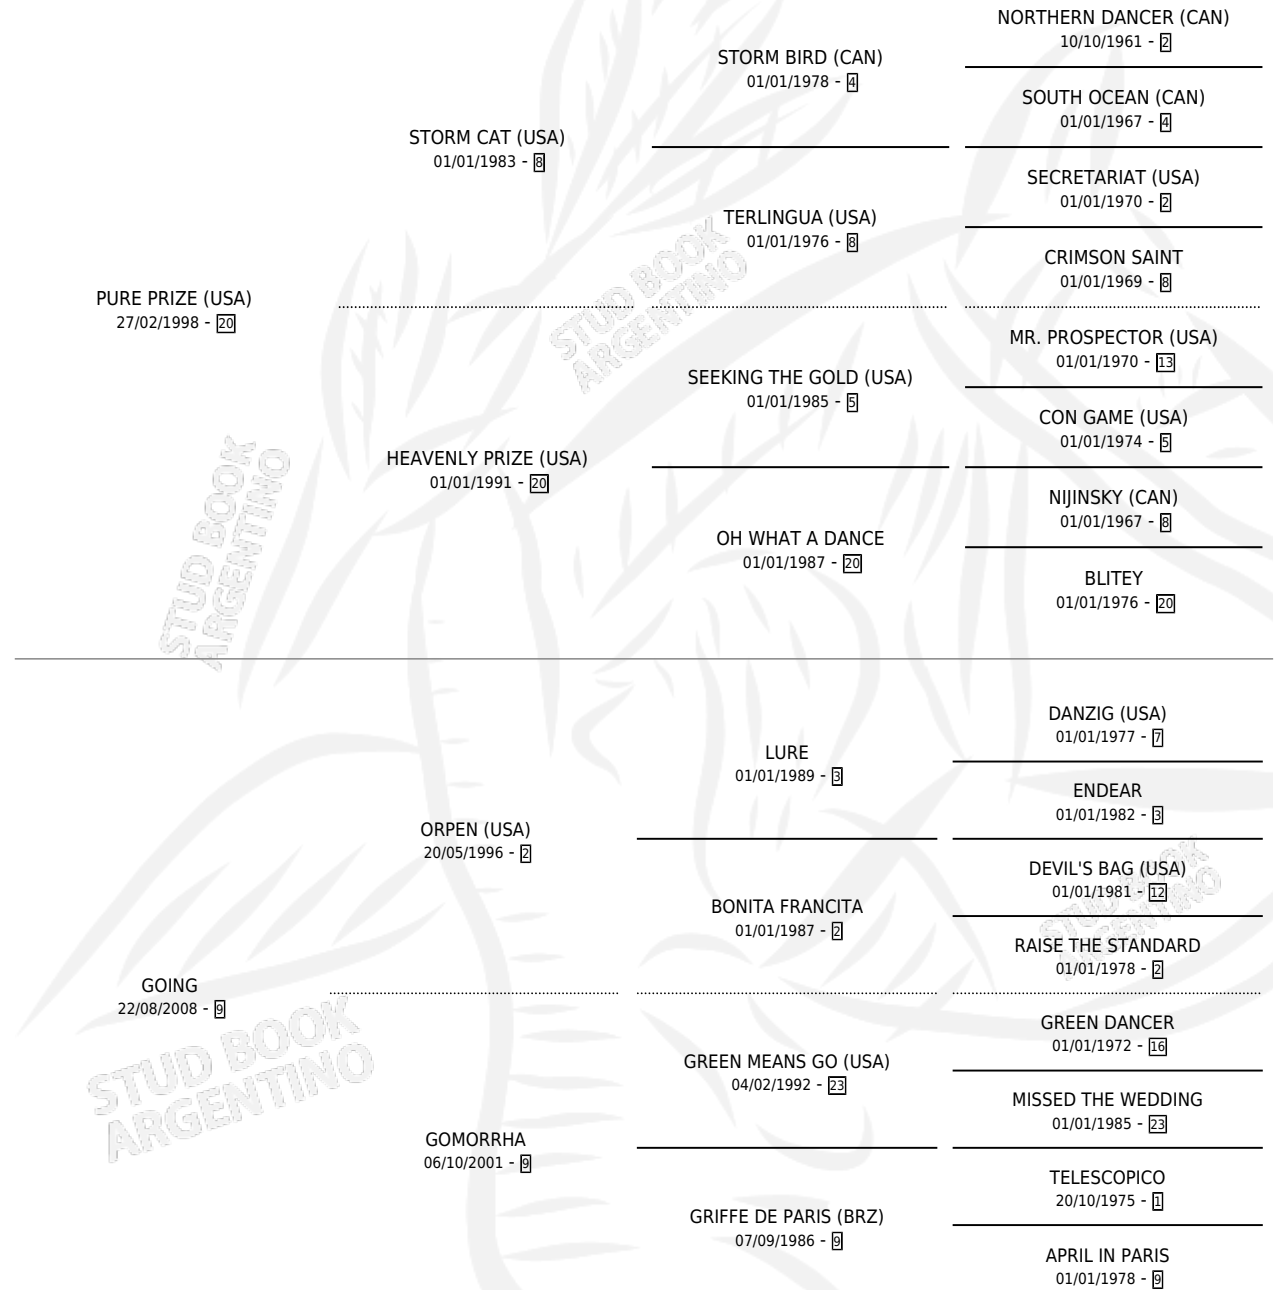 NORTHERN DANCER (CAN)
10/10/1961 - 2
STORM BIRD (CAN)
01/01/1978 - 4
SOUTH OCEAN (CAN)
01/01/1967 - 4
STORM CAT (USA)
01/01/1983 - 8
SECRETARIAT (USA)
01/01/1970 - 2
TERLINGUA (USA)
01/01/1976 - 8
CRIMSON SAINT
01/01/1969 - 8
PURE PRIZE (USA)
27/02/1998 - 20
MR. PROSPECTOR (USA)
01/01/1970 - 13
SEEKING THE GOLD (USA)
01/01/1985 - 5
CON GAME (USA)
01/01/1974 - 5
HEAVENLY PRIZE (USA)
01/01/1991 - 20
NIJINSKY (CAN)
01/01/1967 - 8
OH WHAT A DANCE
01/01/1987 - 20
BLITEY
01/01/1976 - 20
DANZIG (USA)
01/01/1977 - 7
LURE
01/01/1989 - 3
ENDEAR
01/01/1982 - 3
ORPEN (USA)
20/05/1996 - 2
DEVIL'S BAG (USA)
01/01/1981 - 12
BONITA FRANCITA
01/01/1987 - 2
RAISE THE STANDARD
01/01/1978 - 2
GOING
22/08/2008 - 9
GREEN DANCER
01/01/1972 - 16
GREEN MEANS GO (USA)
04/02/1992 - 23
MISSED THE WEDDING
01/01/1985 - 23
GOMORRHA
06/10/2001 - 9
TELESCOPICO
20/10/1975 - 1
GRIFFE DE PARIS (BRZ)
07/09/1986 - 9
APRIL IN PARIS
01/01/1978 - 9
STUD BOOK
ARGENTINO
STUD BOOK
ARGENTINO
STUD BOOK
ARGENTINO
STUD BOOK
ARGENTINO